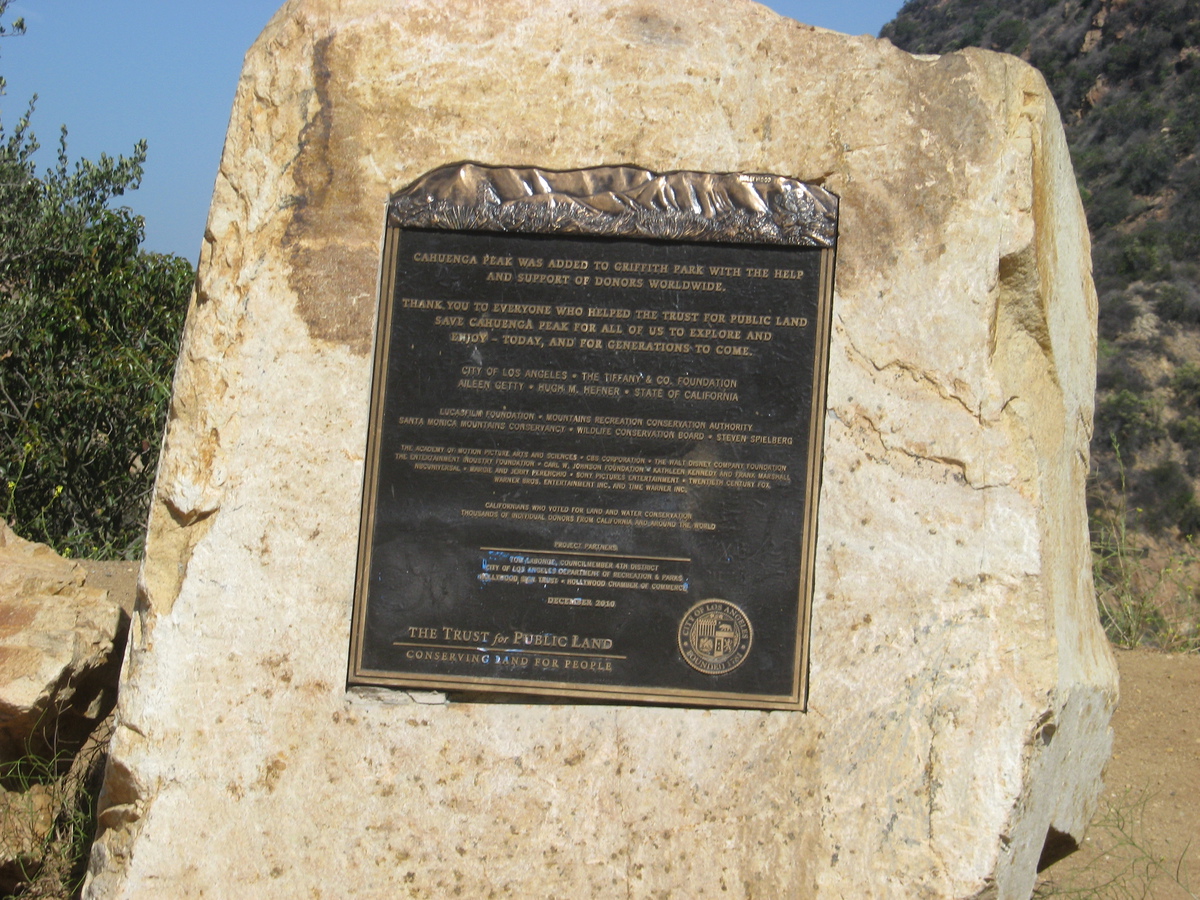 HOLLYWOOD
CAHUENGA PEAK WAS ADDED TO GRIFFITH PARK WITH THE HELP
AND SUPPORT OF DONORS WORLDWIDE.
THANK YOU TO EVERYONE WHO HELPED THE TRUST FOR PUBLIC LAND
SAVE CAHUENGA PEAK FOR ALL OF US TO EXPLORE AND
ENJOY – TODAY, AND FOR GENERATIONS TO COME.
CITY OF LOS ANGELES • THE TIFFANY & CO. FOUNDATION
AILEEN GETTY • HUGH M. HEFNER • STATE OF CALIFORNIA
LUCASFILM FOUNDATION • MOUNTAINS RECREATION CONSERVATION AUTHORITY
SANTA MONICA MOUNTAINS CONSERVANCY • WILDLIFE CONSERVATION BOARD • STEVEN SPIELBERG
THE ACADEMY OF MOTION PICTURE ARTS AND SCIENCES • CBS CORPORATION • THE WALT DISNEY COMPANY FOUNDATION
THE ENTERTAINMENT INDUSTRY FOUNDATION • CARL W. JOHNSON FOUNDATION • KATHLEEN KENNEDY AND FRANK MARSHALL
NBCUNIVERSAL • MARGIE AND JERRY PERENCHIO • SONY PICTURES ENTERTAINMENT • TWENTIETH CENTURY FOX
WARNER BROS. ENTERTAINMENT INC. AND TIME WARNER INC.
CALIFORNIANS WHO VOTED FOR LAND AND WATER CONSERVATION
THOUSANDS OF INDIVIDUAL DONORS FROM CALIFORNIA AND AROUND THE WORLD
PROJECT PARTNERS
TOM LABONGE, COUNCILMEMBER 4TH DISTRICT
CITY OF LOS ANGELES DEPARTMENT OF RECREATION & PARKS
HOLLYWOOD SIGN TRUST • HOLLYWOOD CHAMBER OF COMMERCE
DECEMBER 2010
THE TRUST for PUBLIC LAND
CONSERVING LAND FOR PEOPLE
CITY OF LOS ANGELES
FOUNDED 1781